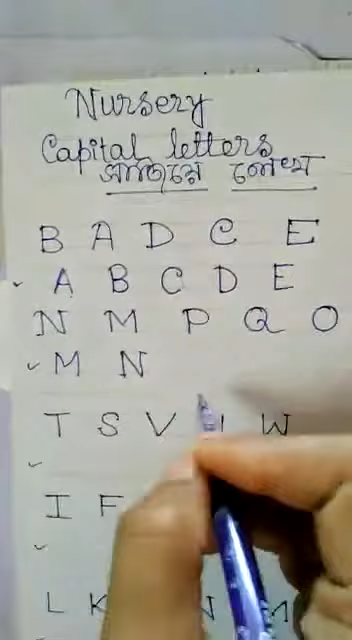 Nursery
Capital letters
সাজিয়ে লেখো
B A D C E
A B C D E
N M P Q O
M N
T S V W
I F
L K N M